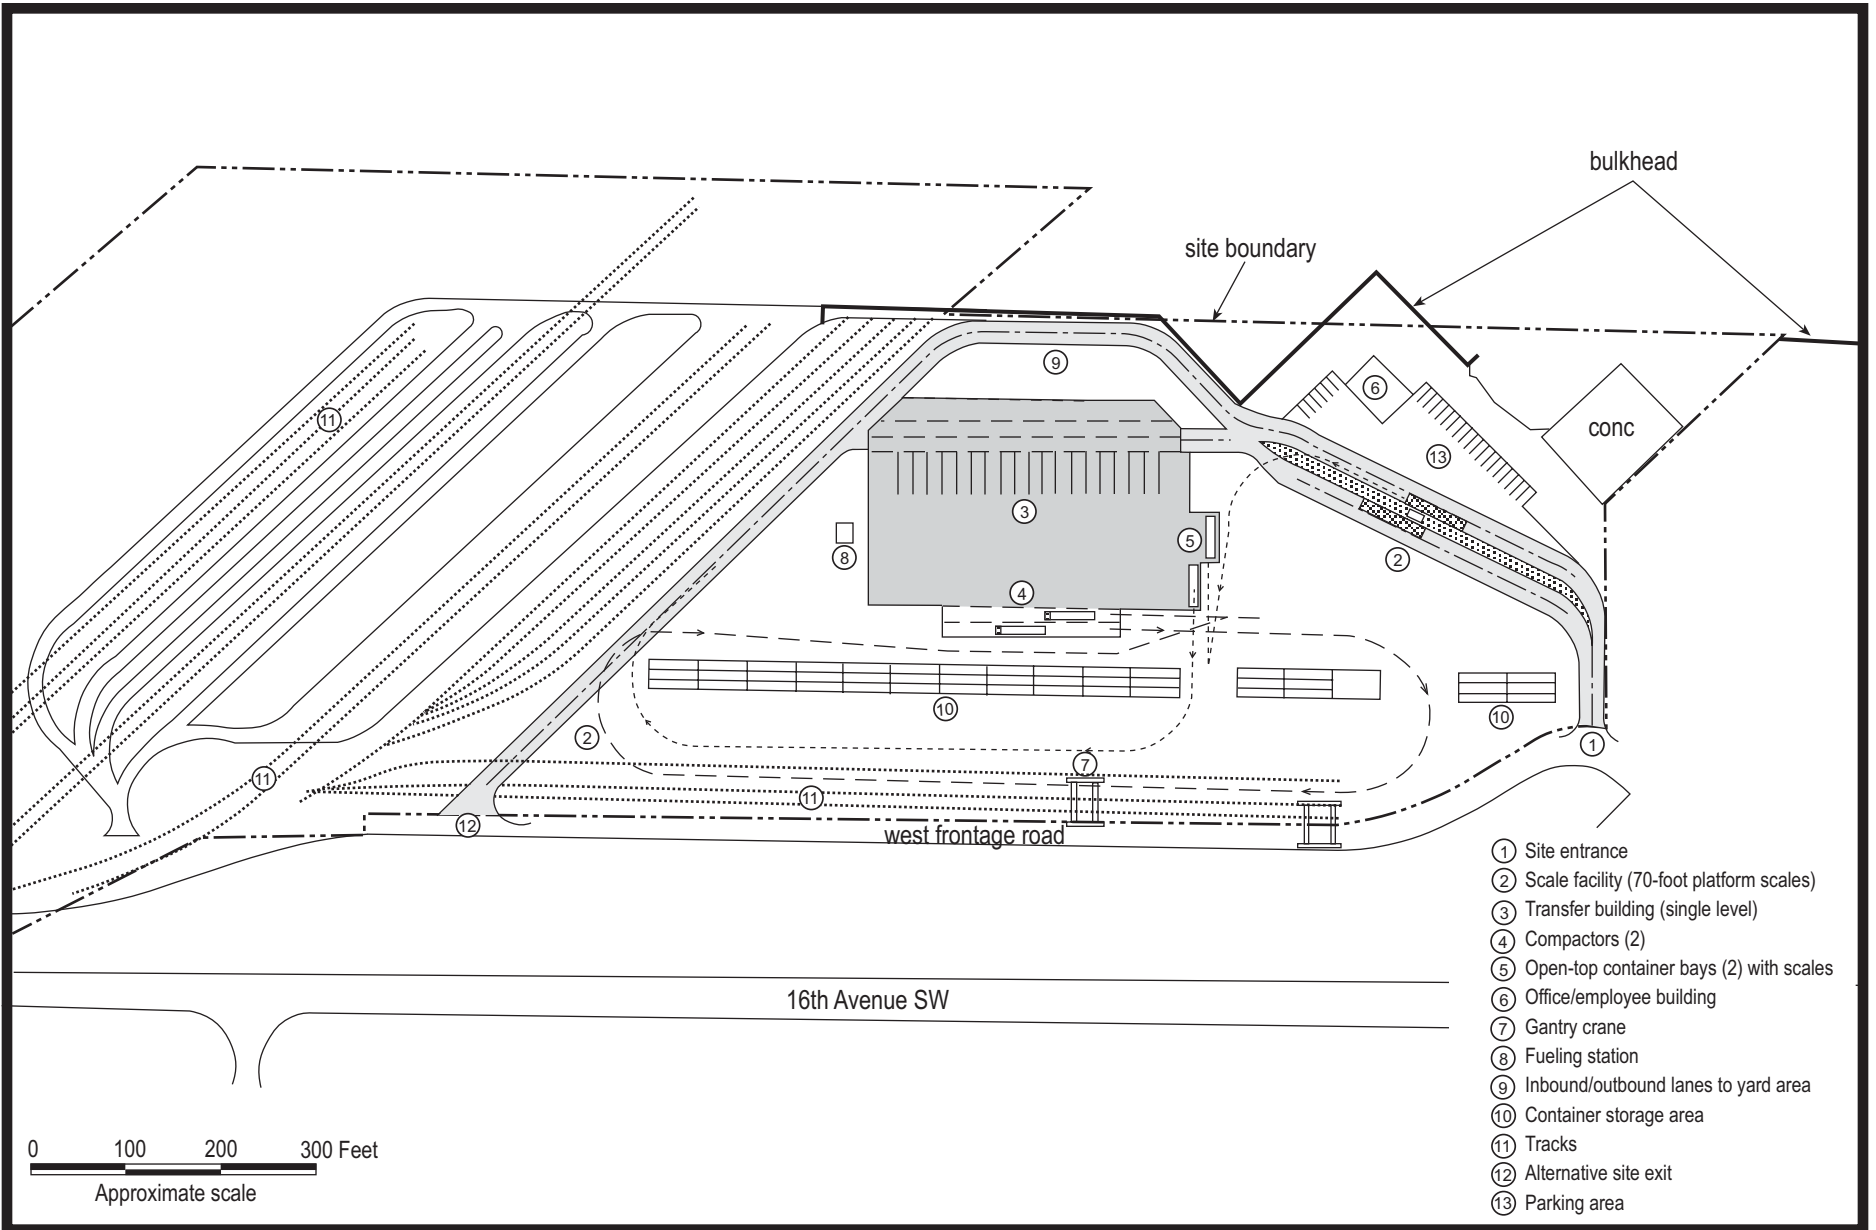 bulkhead
site boundary
9
6
11
conc
13
3
5
2
8
4
10
10
2
1
7
11
11
12
west frontage road
1 Site entrance
2 Scale facility (70-foot platform scales)
3 Transfer building (single level)
4 Compactors (2)
5 Open-top container bays (2) with scales
6 Office/employee building
7 Gantry crane
8 Fueling station
9 Inbound/outbound lanes to yard area
10 Container storage area
11 Tracks
12 Alternative site exit
13 Parking area
16th Avenue SW
0 100 200 300 Feet
Approximate scale